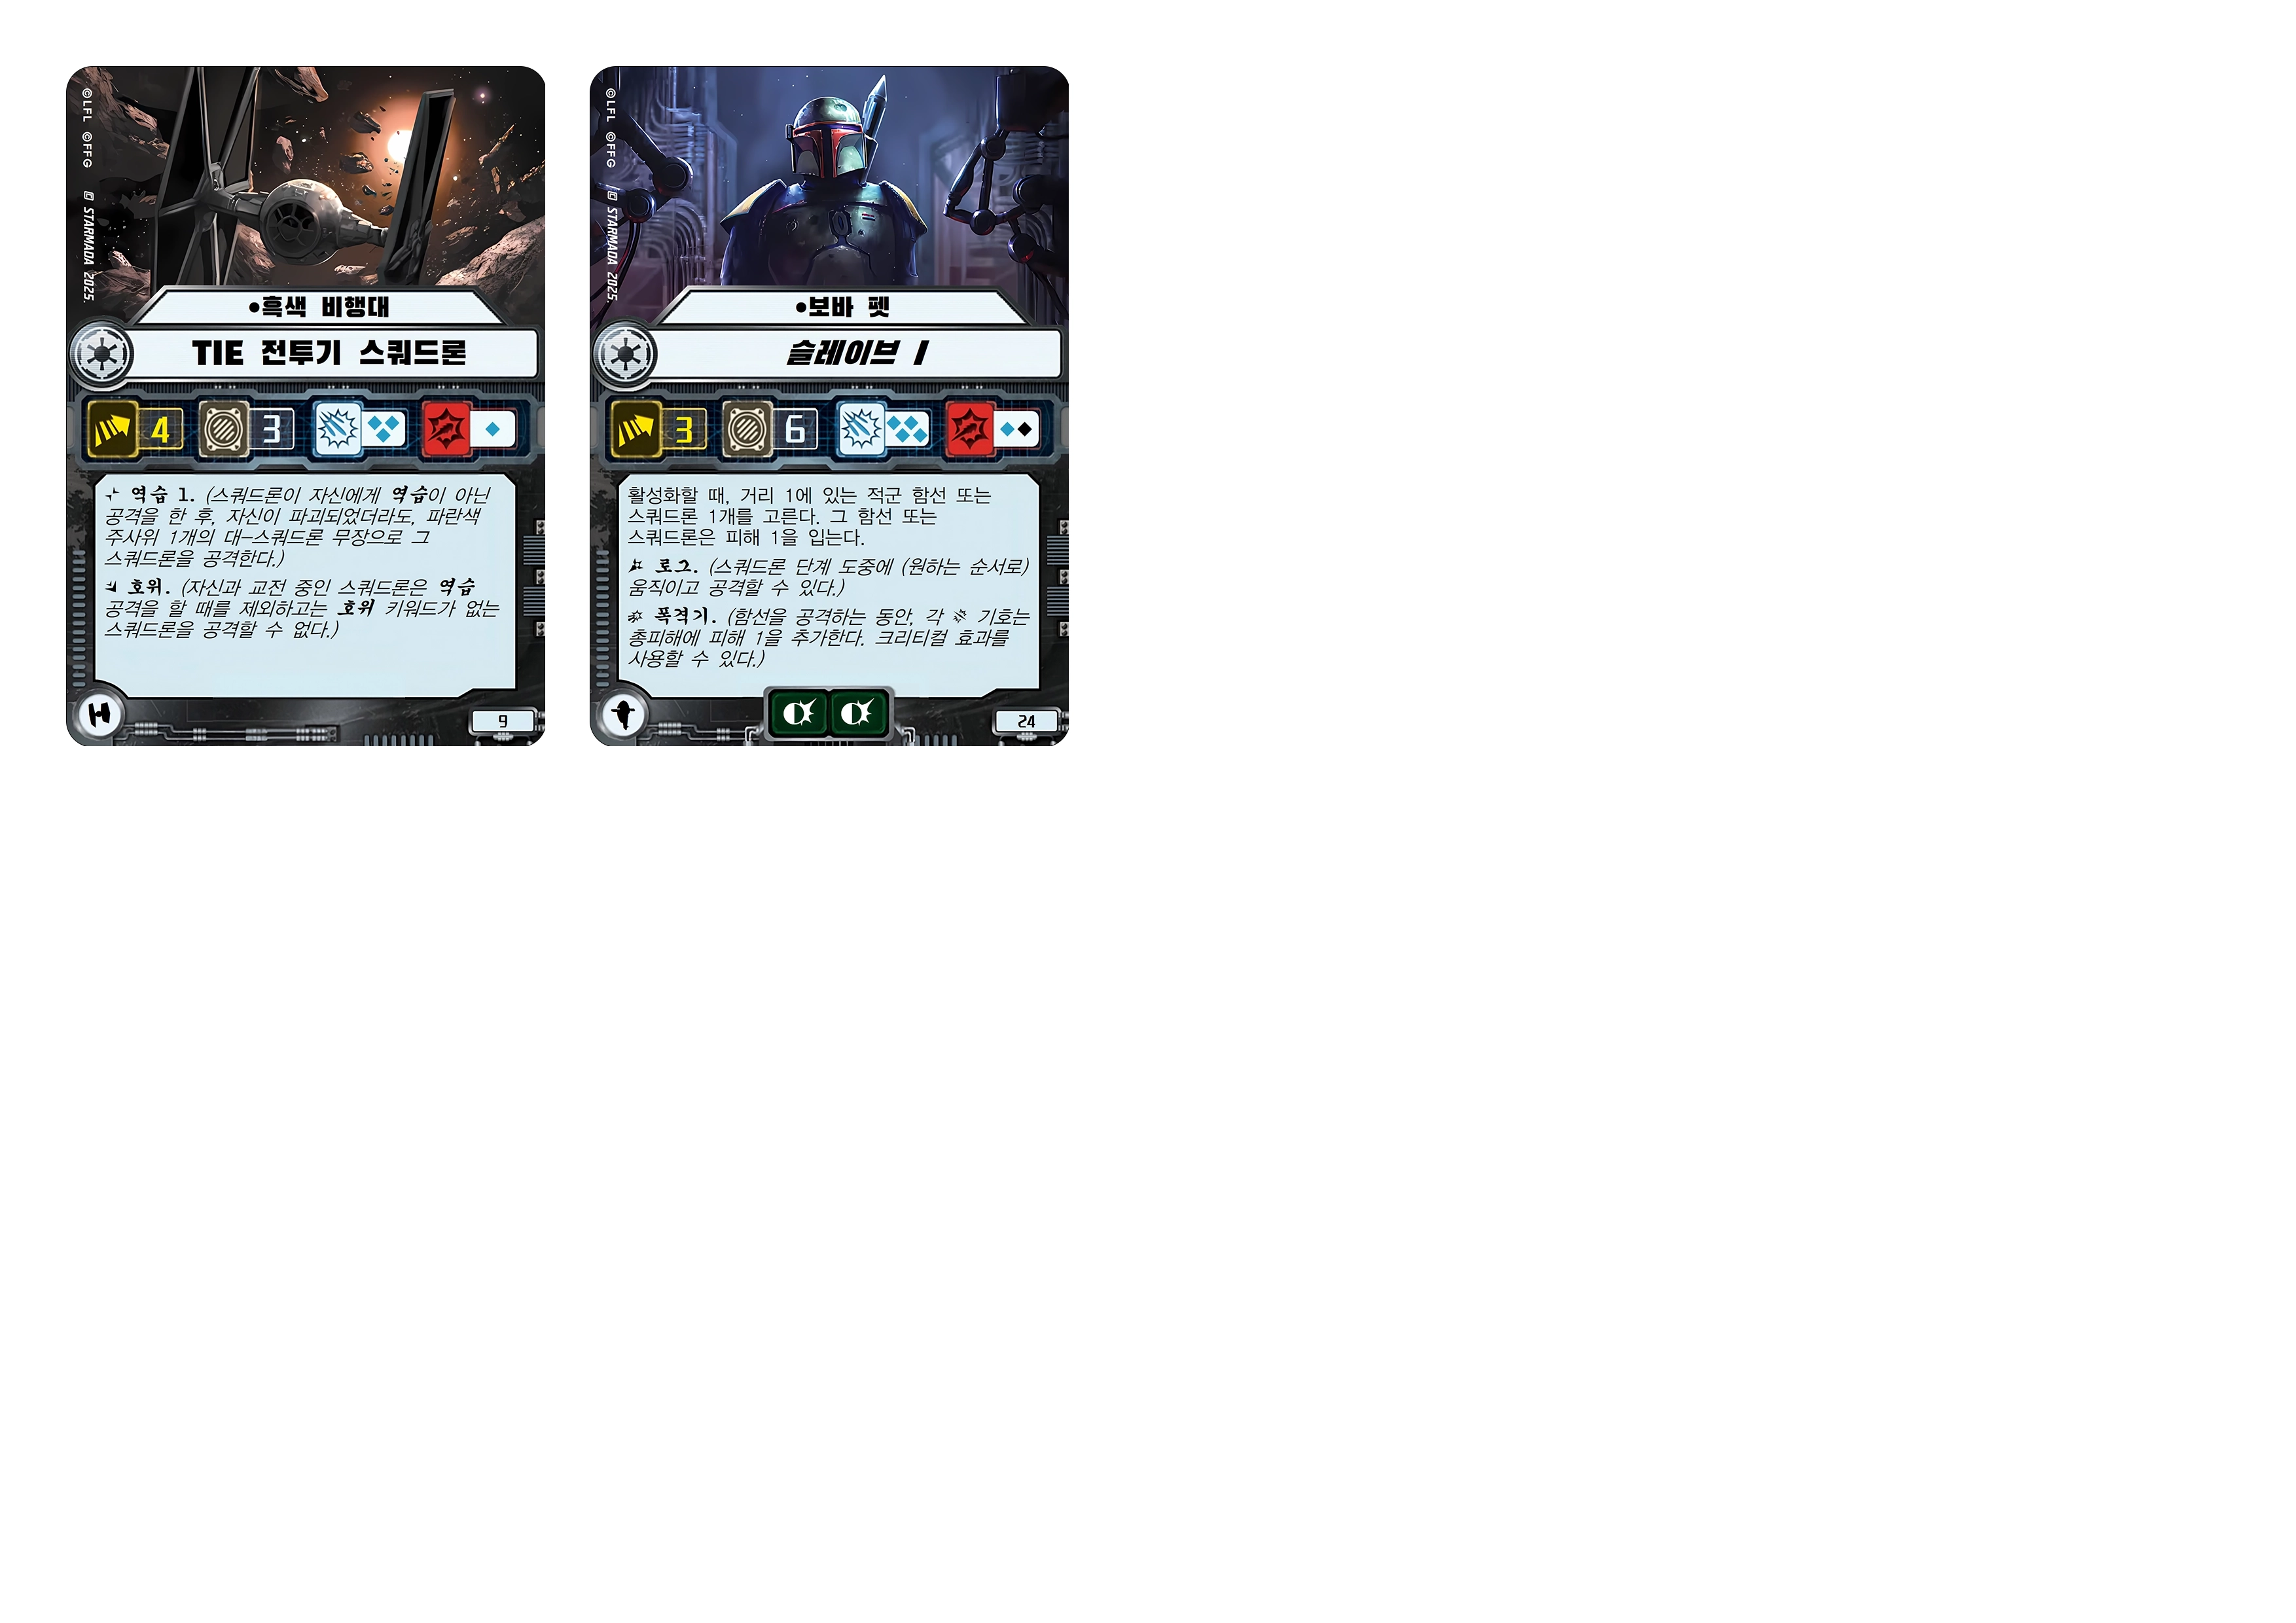 ©LFL ©FFG STARMADA 2025.
•흑색 비행대
TIE 전투기 스쿼드론
4
3
역습 1. (스쿼드론이 자신에게 역습이 아닌
공격을 한 후, 자신이 파괴되었더라도, 파란색
주사위 1개의 대-스쿼드론 무장으로 그
스쿼드론을 공격한다.)
호위. (자신과 교전 중인 스쿼드론은 역습
공격을 할 때를 제외하고는 호위 키워드가 없는
스쿼드론을 공격할 수 없다.)
9
©LFL ©FFG STARMADA 2025.
•보바 펫
슬레이브 I
3
6
활성화할 때, 거리 1에 있는 적군 함선 또는
스쿼드론 1개를 고른다. 그 함선 또는
스쿼드론은 피해 1을 입는다.
로그. (스쿼드론 단계 도중에 (원하는 순서로)
움직이고 공격할 수 있다.)
폭격기. (함선을 공격하는 동안, 각 기호는
총피해에 피해 1을 추가한다. 크리티컬 효과를
사용할 수 있다.)
24